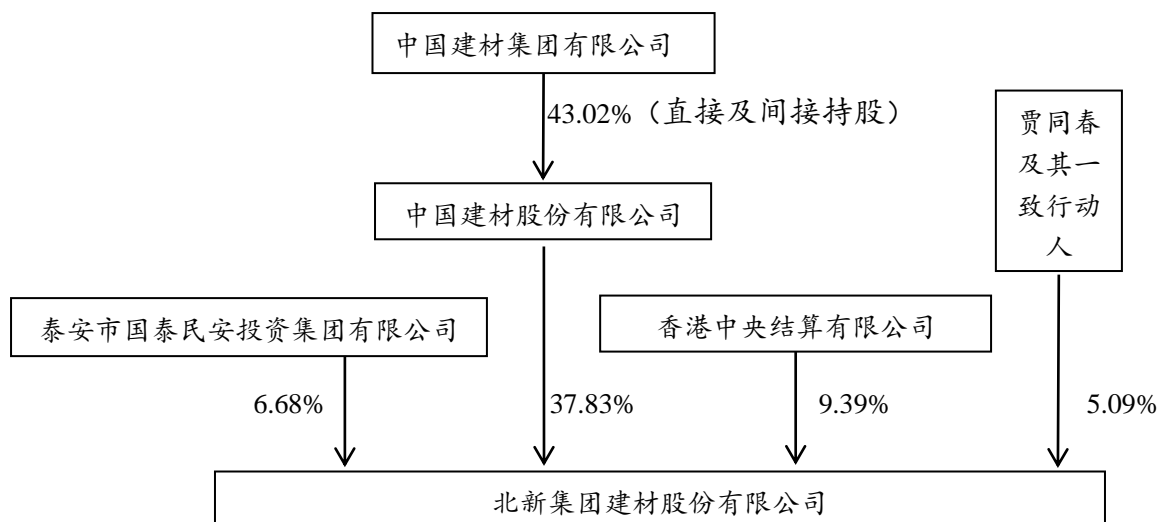 中国建材集团有限公司
43.02%（直接及间接持股）
贾同春
及其一
致行动
人
中国建材股份有限公司
泰安市国泰民安投资集团有限公司
香港中央结算有限公司
6.68%
37.83%
9.39%
5.09%
北新集团建材股份有限公司